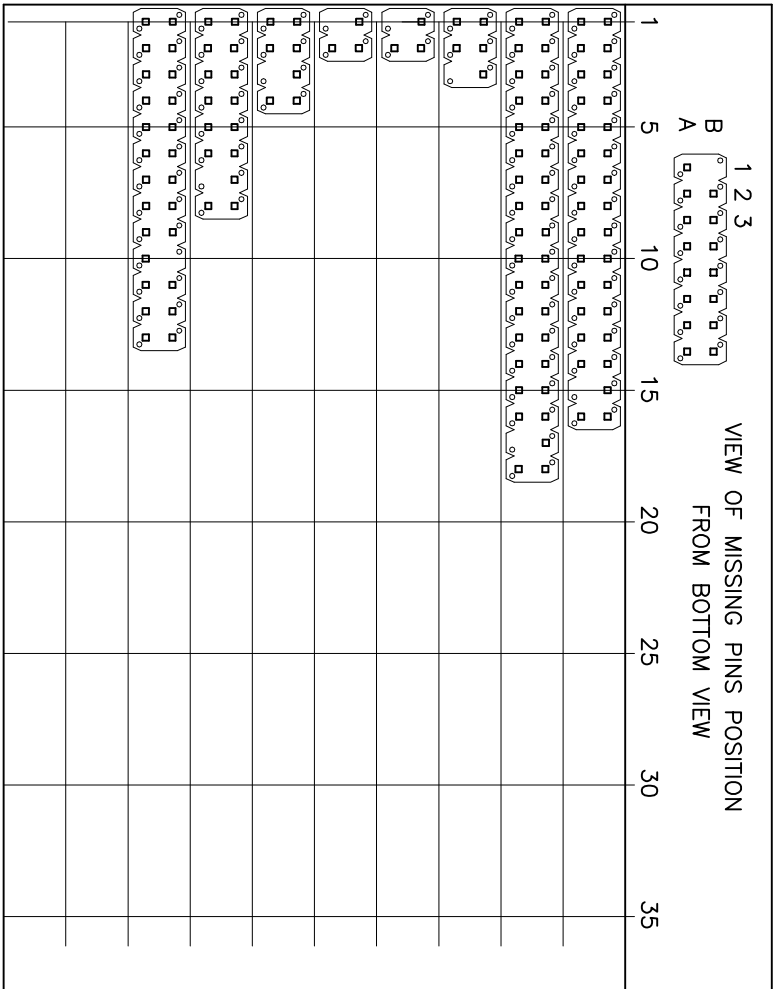 VIEW OF MISSING PINS POSITION
FROM BOTTOM VIEW
1 2 3
B
A
1 5 10 15 20 25 30 35